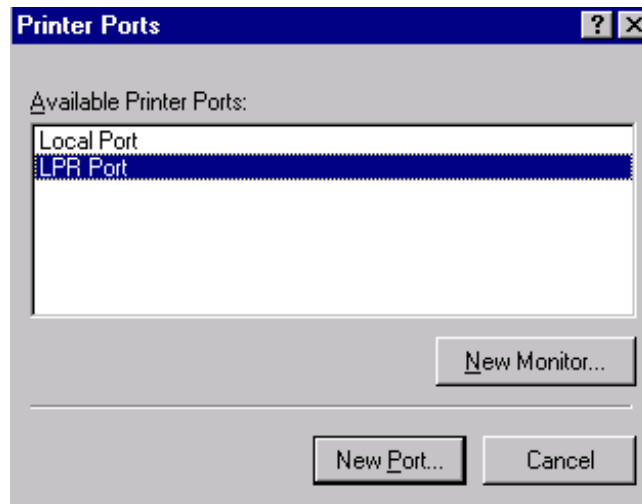 Printer Ports
Available Printer Ports:
Local Port
LPR Port
New Monitor...
New Port...
Cancel